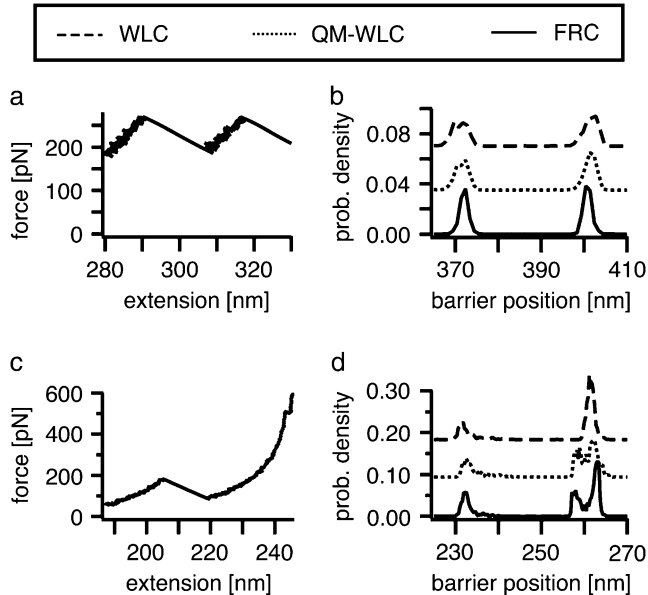 WLC QM-WLC FRC
a
force [pN]
200
100
0
280 300 320
extension [nm]
b
prob. density
0.08
0.04
0.00
370 390 410
barrier position [nm]
c
force [pN]
600
400
200
0
200 220 240
extension [nm]
d
prob. density
0.30
0.20
0.10
0.00
230 250 270
barrier position [nm]